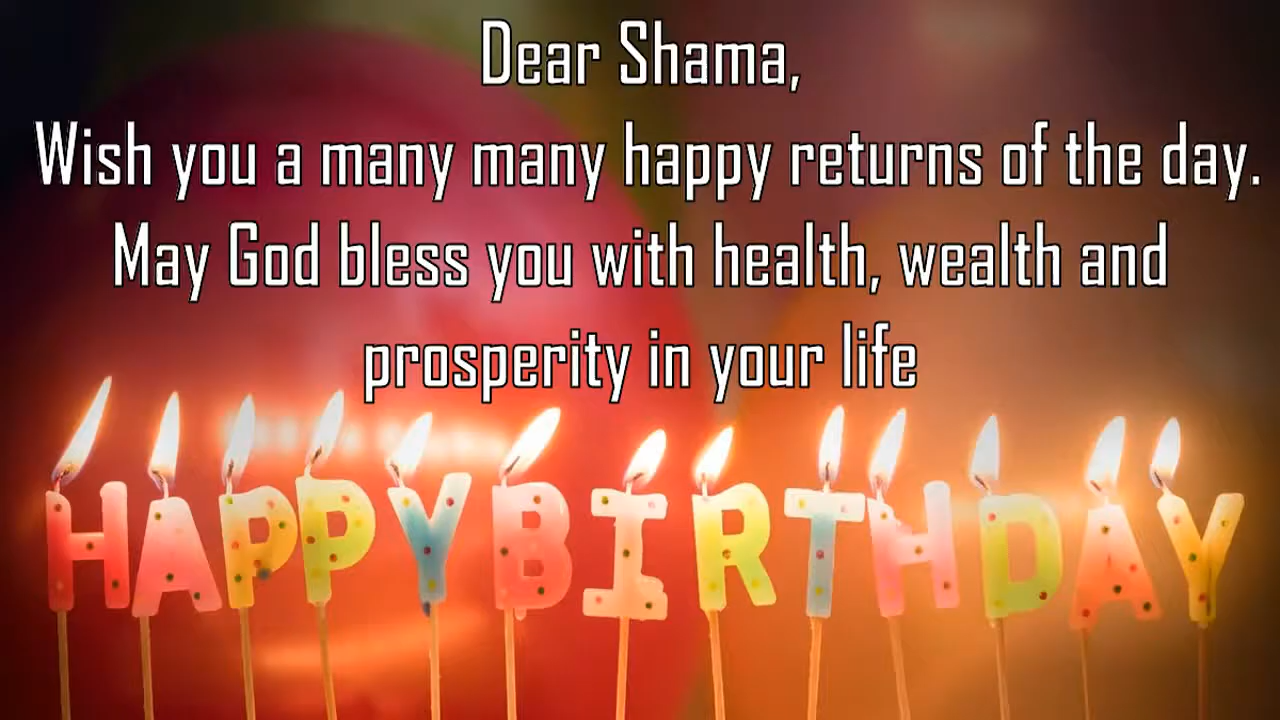 Dear Shama,
Wish you a many many happy returns of the day.
May God bless you with health, wealth and
prosperity in your life
HAPPY BIRTHDAY